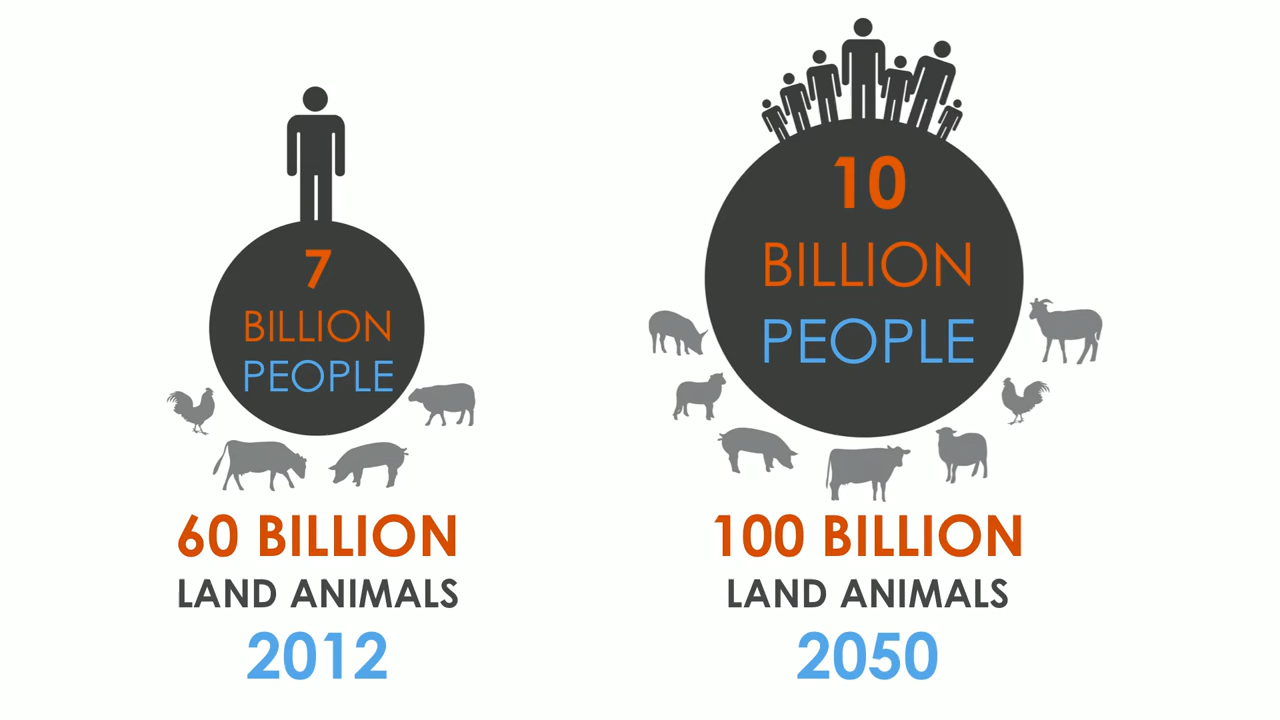 7
BILLION
PEOPLE
60 BILLION
LAND ANIMALS
2012
10
BILLION
PEOPLE
100 BILLION
LAND ANIMALS
2050